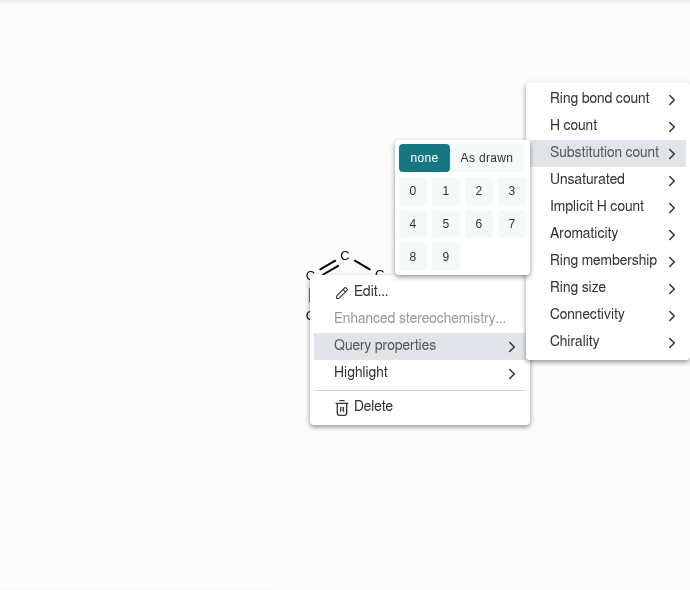 Ring bond count
H count
Substitution count
Unsaturated
Implicit H count
Aromaticity
Ring membership
Ring size
Connectivity
Chirality
none As drawn
0 1 2 3
4 5 6 7
8 9
C
C C
C
Edit...
Enhanced stereochemistry...
Query properties
Highlight
Delete